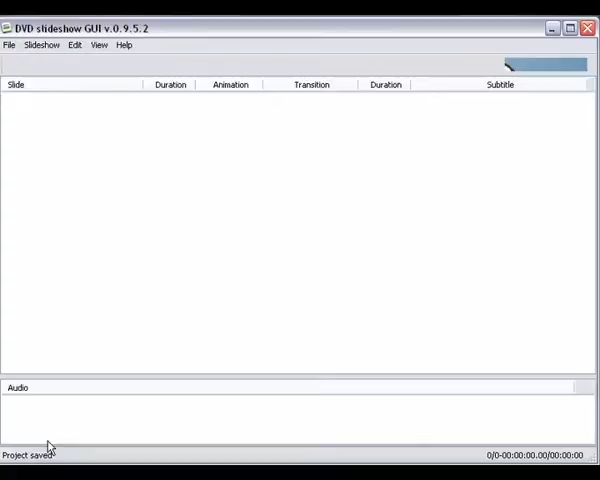 DVD slideshow GUI v.0.9.5.2
File Slideshow Edit View Help
Slide Duration Animation Transition Duration Subtitle
Audio
Project saved 0/0-00:00:00.00/00:00:00